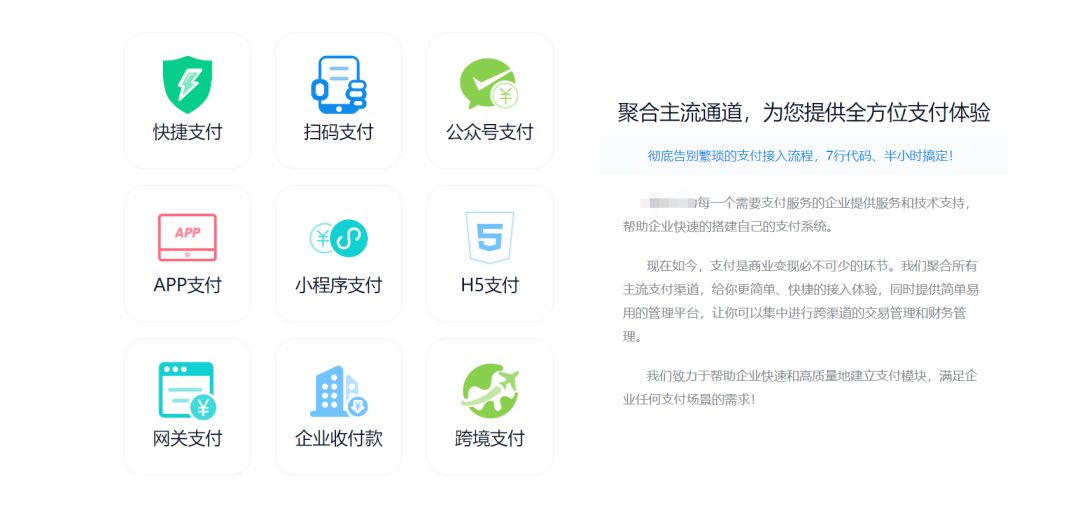 快捷支付
扫码支付
公众号支付
APP
APP支付
小程序支付
5
H5支付
网关支付
企业收付款
跨境支付
聚合主流通道，为您提供全方位支付体验
彻底告别繁琐的支付接入流程，7行代码、半小时搞定！
每一个需要支付服务的企业提供服务和技术支持，
帮助企业快速的搭建自己的支付系统。
现在如今，支付是商业变现必不可少的环节。我们聚合所有
主流支付渠道，给你更简单、快捷的接入体验，同时提供简单易
用的管理平台，让你可以集中进行跨渠道的交易管理和财务管
理。
我们致力于帮助企业快速和高质量地建立支付模块，满足企
业任何支付场景的需求！